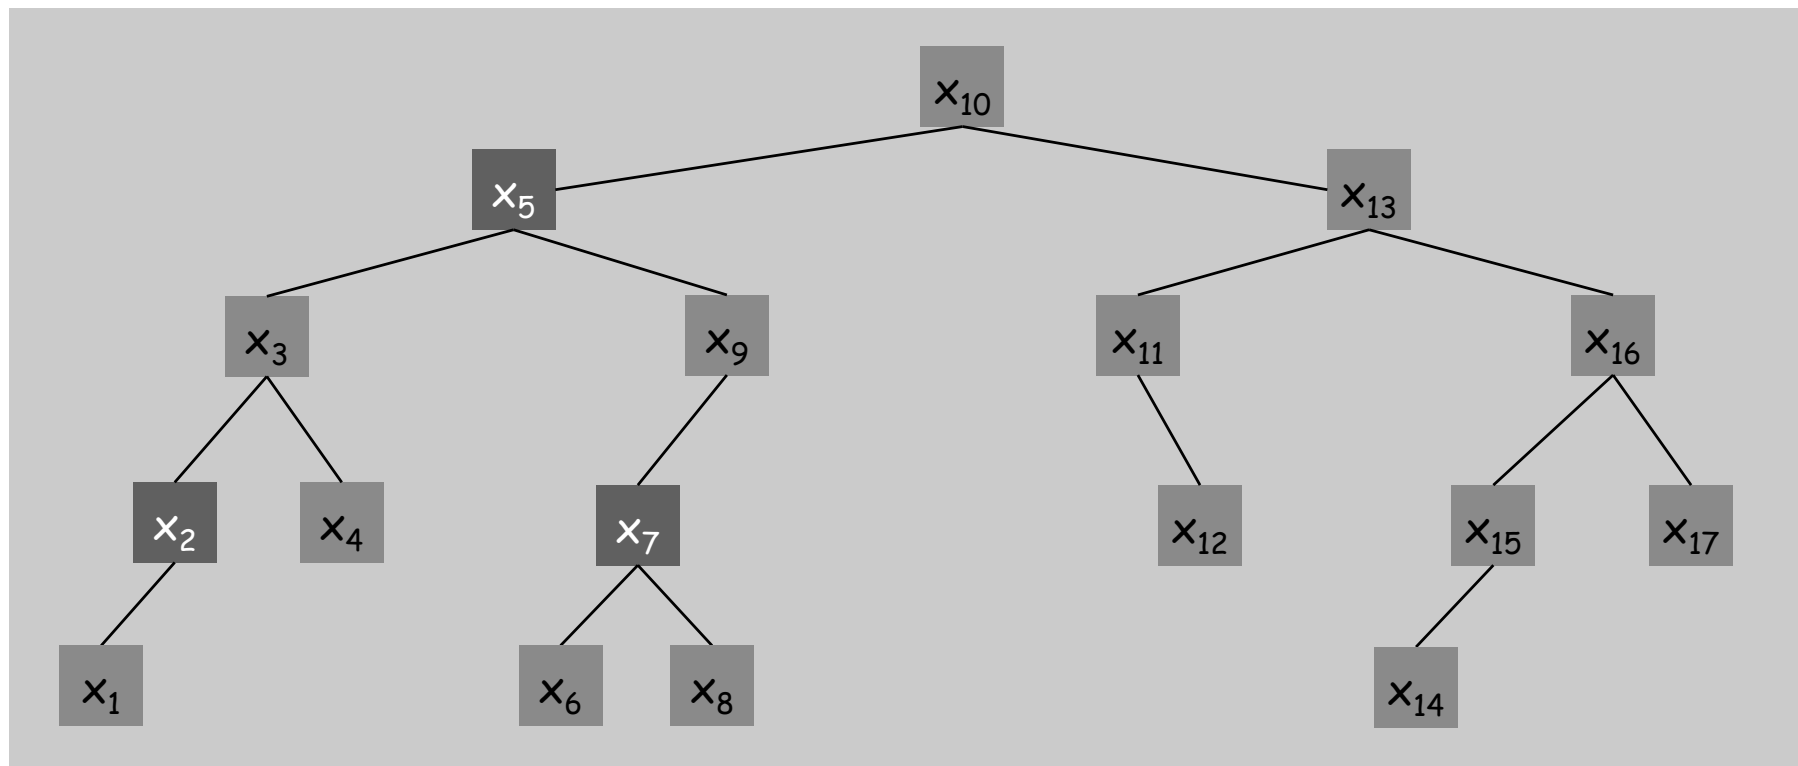 x₁₀
x₅ x₁₃
x₃ x₉ x₁₁ x₁₆
x₂ x₄ x₇ x₁₂ x₁₅ x₁₇
x₁ x₆ x₈ x₁₄